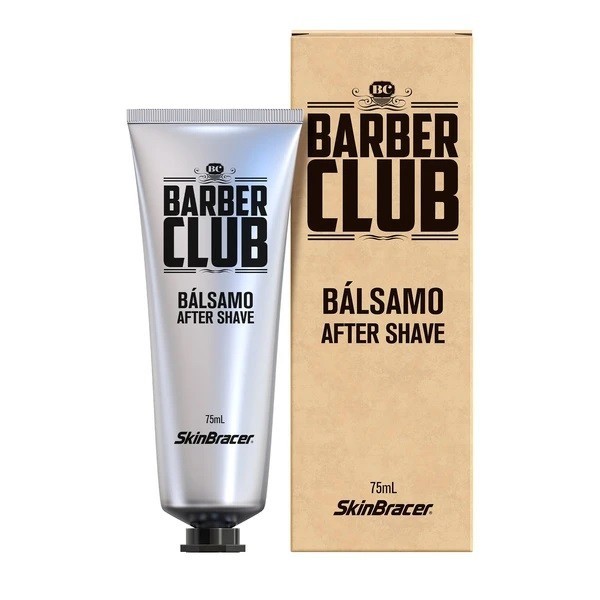 BC
BARBER
CLUB
BÁLSAMO
AFTER SHAVE
75mL
SkinBracer®
BC
BARBER
CLUB
BÁLSAMO
AFTER SHAVE
75mL
SkinBracer®